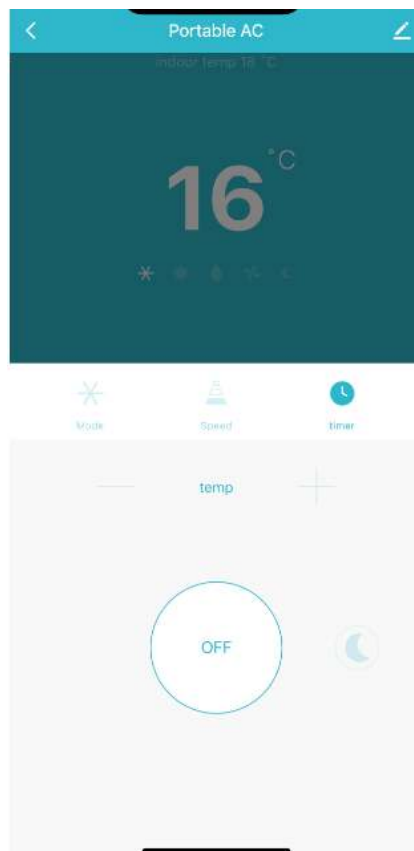 Portable AC
Indoor temp 18 °C
16 °C
Mode
Speed
timer
temp
OFF